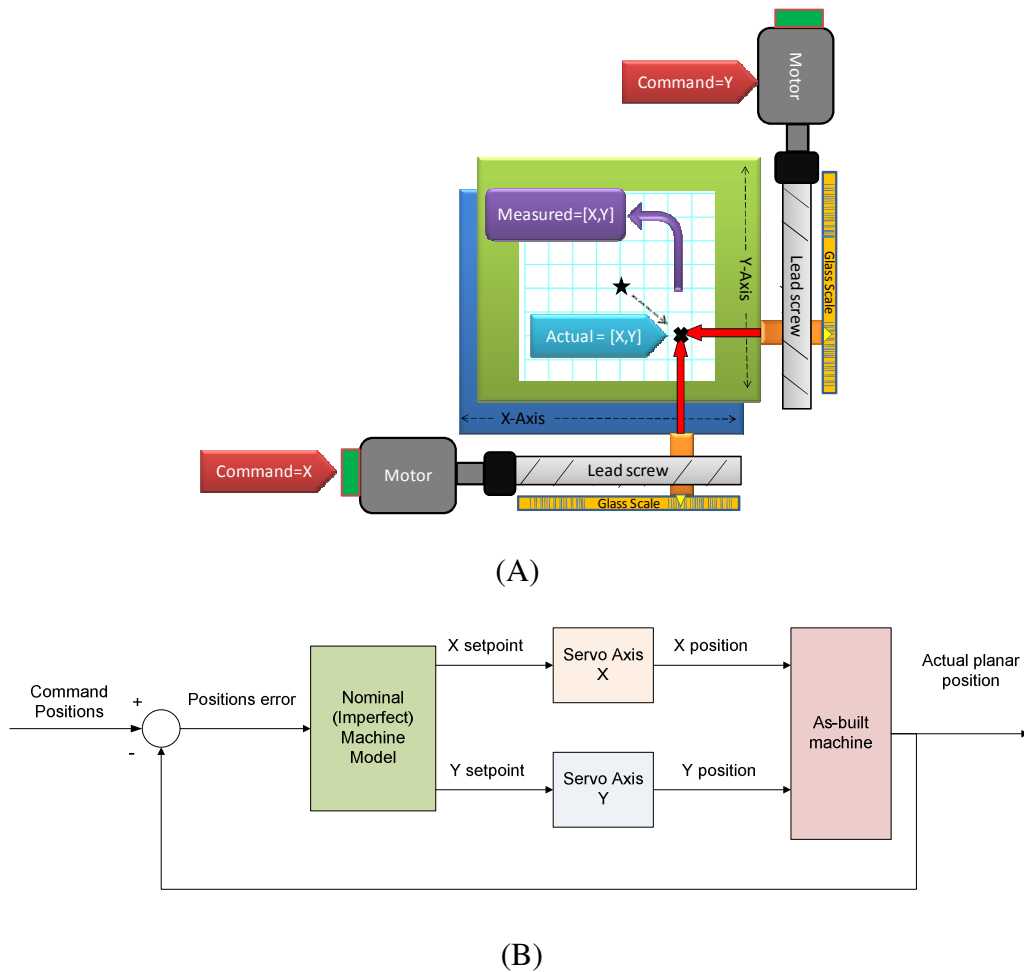 Motor
Command=Y
Measured=[X,Y]
Y-Axis
Lead screw
Glass Scale
Actual = [X,Y]
X-Axis
Command=X
Motor
Lead screw
Glass Scale
(A)
X setpoint
Servo Axis
X
X position
Command
Positions
+
-
Positions error
Nominal
(Imperfect)
Machine
Model
As-built
machine
Actual planar
position
Y setpoint
Servo Axis
Y
Y position
(B)